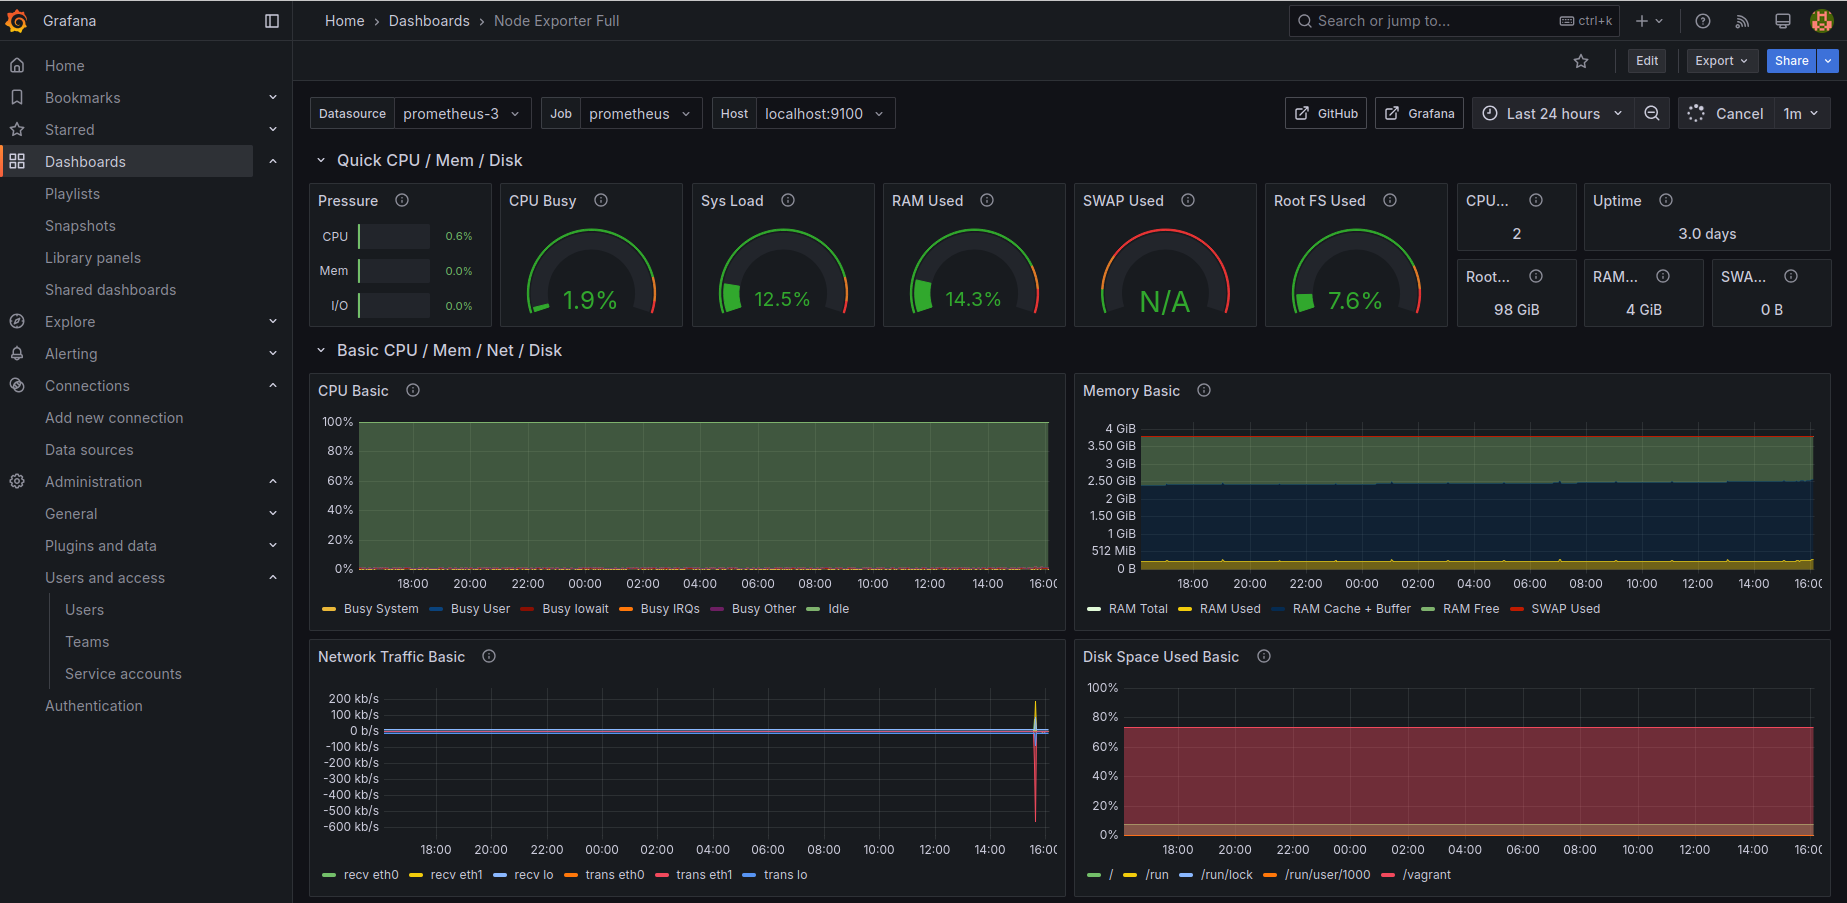 Grafana
Home › Dashboards › Node Exporter Full
Search or jump to...
ctrl+k
Edit
Export
Share
Home
Bookmarks
Starred
Dashboards
Playlists
Snapshots
Library panels
Shared dashboards
Explore
Alerting
Connections
Add new connection
Data sources
Administration
General
Plugins and data
Users and access
Users
Teams
Service accounts
Authentication
Datasource prometheus-3
Job prometheus
Host localhost:9100
GitHub
Grafana
Last 24 hours
Cancel
1m
Quick CPU / Mem / Disk
Pressure
CPU 0.6%
Mem 0.0%
I/O 0.0%
CPU Busy
1.9%
Sys Load
12.5%
RAM Used
14.3%
SWAP Used
N/A
Root FS Used
7.6%
CPU...
2
Uptime
3.0 days
Root...
98 GiB
RAM...
4 GiB
SWA...
0 B
Basic CPU / Mem / Net / Disk
CPU Basic
100%
80%
60%
40%
20%
0%
18:00 20:00 22:00 00:00 02:00 04:00 06:00 08:00 10:00 12:00 14:00 16:00
Busy System Busy User Busy Iowait Busy IRQs Busy Other Idle
Memory Basic
4 GiB
3.50 GiB
3 GiB
2.50 GiB
2 GiB
1.50 GiB
1 GiB
512 MiB
0 B
18:00 20:00 22:00 00:00 02:00 04:00 06:00 08:00 10:00 12:00 14:00 16:00
RAM Total RAM Used RAM Cache + Buffer RAM Free SWAP Used
Network Traffic Basic
200 kb/s
100 kb/s
0 b/s
-100 kb/s
-200 kb/s
-300 kb/s
-400 kb/s
-500 kb/s
-600 kb/s
18:00 20:00 22:00 00:00 02:00 04:00 06:00 08:00 10:00 12:00 14:00 16:00
recv eth0 recv eth1 recv lo trans eth0 trans eth1 trans lo
Disk Space Used Basic
100%
80%
60%
40%
20%
0%
18:00 20:00 22:00 00:00 02:00 04:00 06:00 08:00 10:00 12:00 14:00 16:00
/ /run /run/lock /run/user/1000 /vagrant